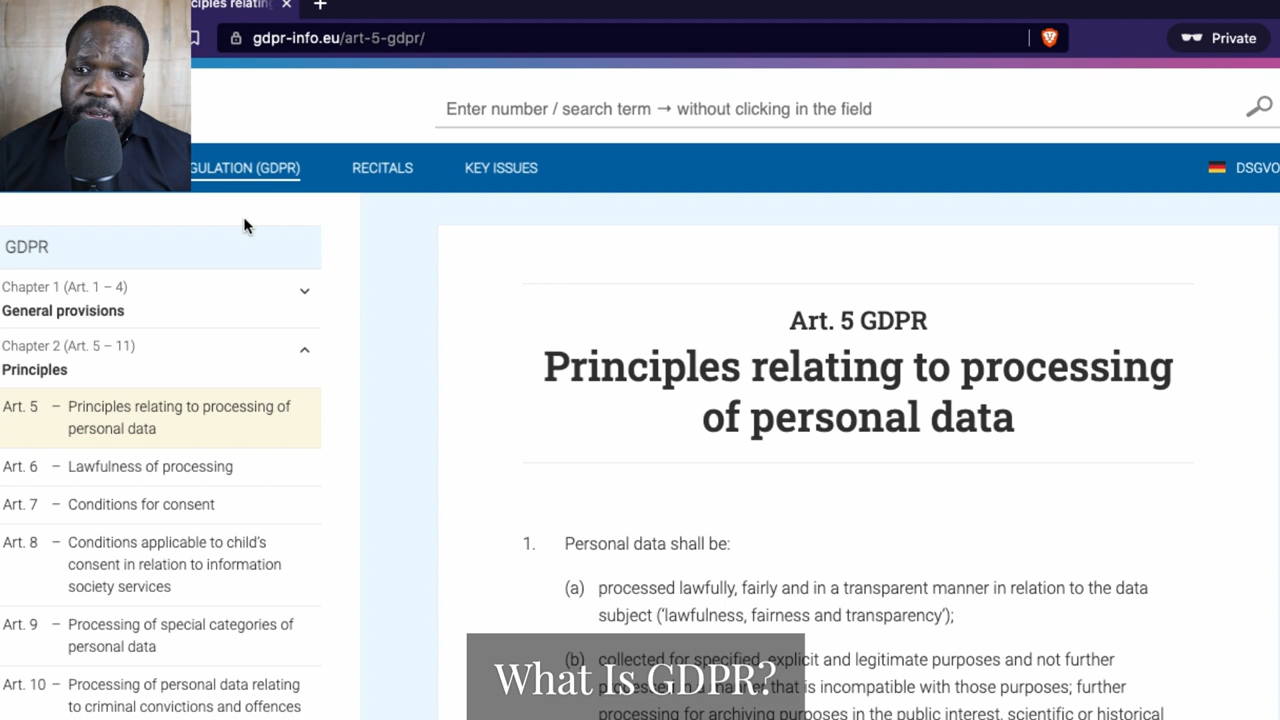 ciples relating
gdpr-info.eu/art-5-gdpr/
Private
Enter number / search term → without clicking in the field
GULATION (GDPR)
RECITALS
KEY ISSUES
DSGVO
GDPR
Chapter 1 (Art. 1 – 4)
General provisions
Chapter 2 (Art. 5 – 11)
Principles
Art. 5 – Principles relating to processing of
personal data
Art. 6 – Lawfulness of processing
Art. 7 – Conditions for consent
Art. 8 – Conditions applicable to child's
consent in relation to information
society services
Art. 9 – Processing of special categories of
personal data
Art. 10 – Processing of personal data relating
to criminal convictions and offences
Art. 5 GDPR
Principles relating to processing
of personal data
1. Personal data shall be:
(a) processed lawfully, fairly and in a transparent manner in relation to the data
subject ('lawfulness, fairness and transparency');
(b) collected for specified, explicit and legitimate purposes and not further
processed in a manner that is incompatible with those purposes; further
processing for archiving purposes in the public interest, scientific or historical
What Is GDPR?